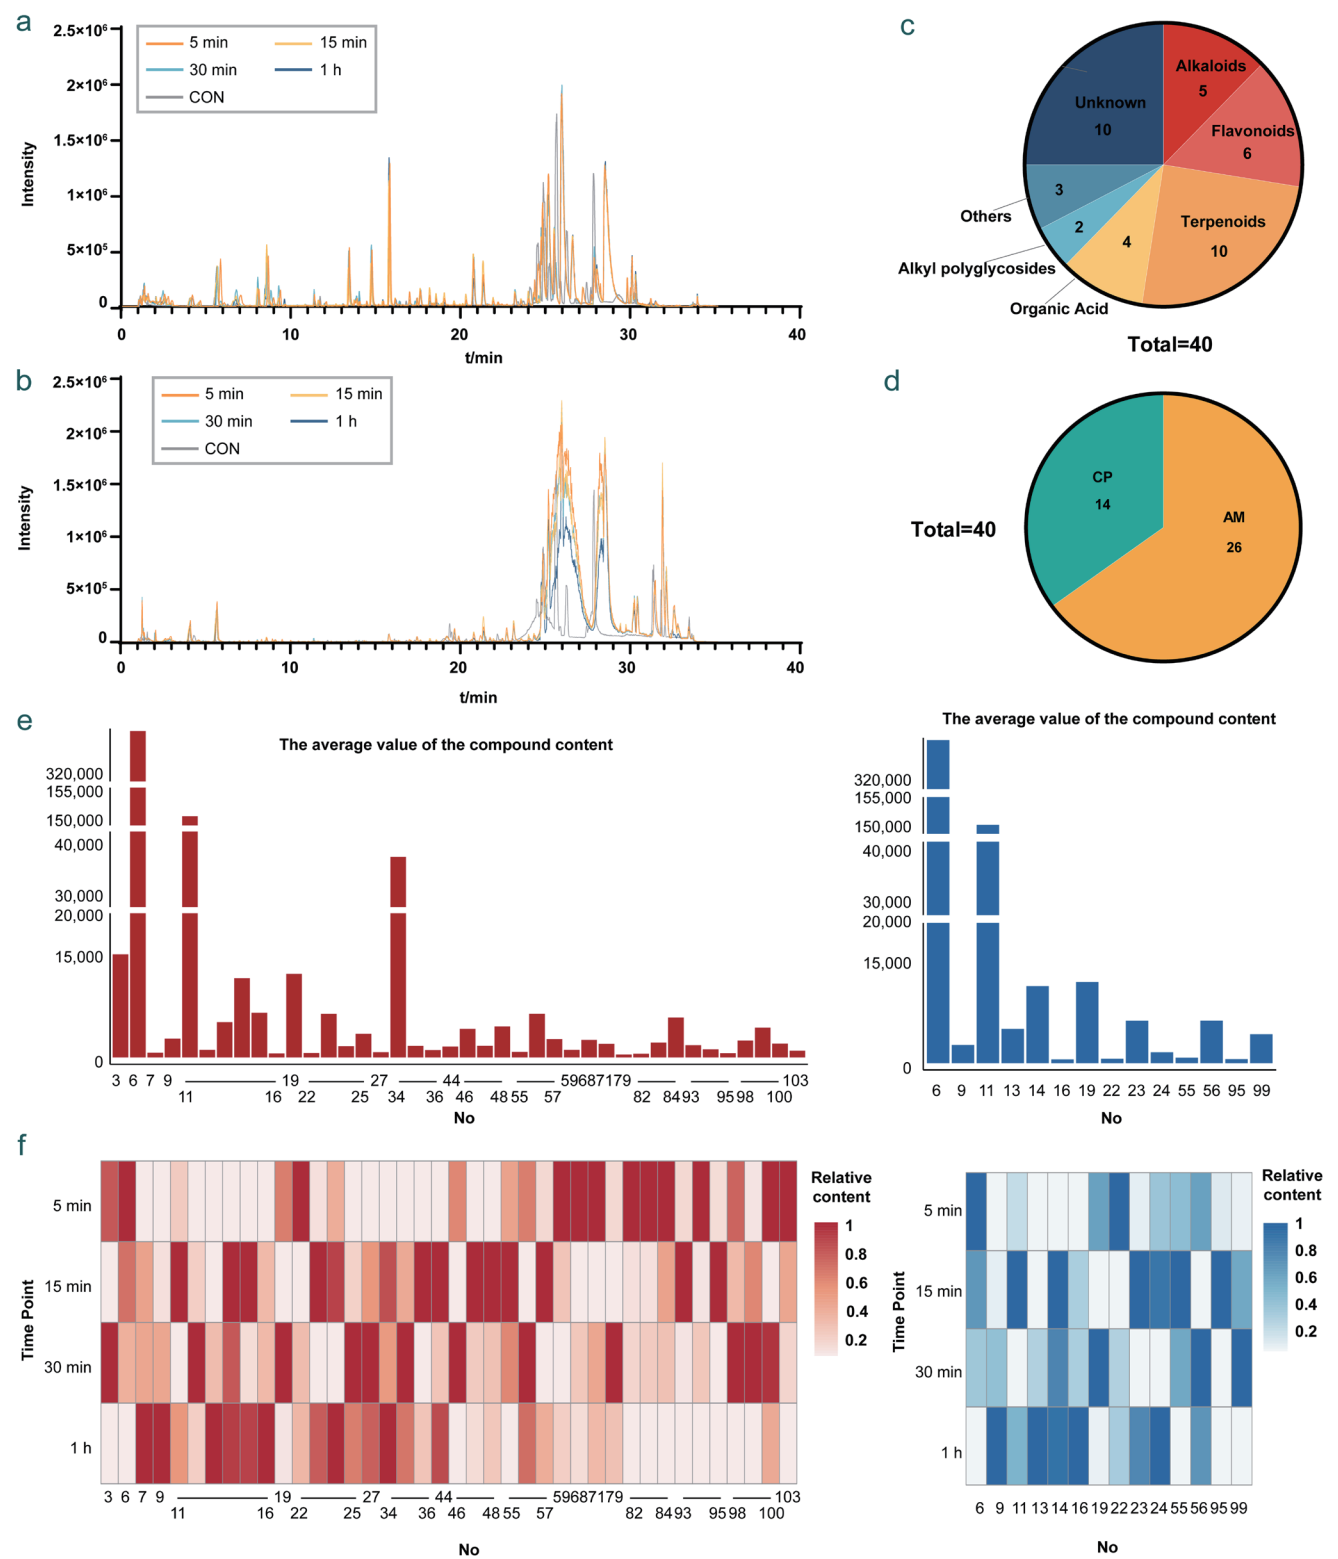 a
2.5×10⁶
2×10⁶
1.5×10⁶
1×10⁶
5×10⁵
0
Intensity
5 min
15 min
30 min
1 h
CON
0 10 20 30 40
t/min
b
2.5×10⁶
2×10⁶
1.5×10⁶
1×10⁶
5×10⁵
0
Intensity
5 min
15 min
30 min
1 h
CON
0 10 20 30 40
t/min
c
Alkaloids
5
Flavonoids
6
Terpenoids
10
4
Organic Acid
2
Alkyl polyglycosides
3
Others
Unknown
10
Total=40
d
CP
14
AM
26
Total=40
e
The average value of the compound content
320,000
155,000
150,000
40,000
30,000
20,000
15,000
0
3 6 7 9 19 27 44 59687179 103
11 16 22 25 34 36 46 48 55 57 82 84 93 95 98 100
No
The average value of the compound content
320,000
155,000
150,000
40,000
30,000
20,000
15,000
0
6 9 11 13 14 16 19 22 23 24 55 56 95 99
No
f
Time Point
5 min
15 min
30 min
1 h
3 6 7 9 19 27 44 59687179 103
11 16 22 25 34 36 46 48 55 57 82 84 93 95 98 100
No
Relative
content
1
0.8
0.6
0.4
0.2
Time Point
5 min
15 min
30 min
1 h
6 9 11 13 14 16 19 22 23 24 55 56 95 99
No
Relative
content
1
0.8
0.6
0.4
0.2